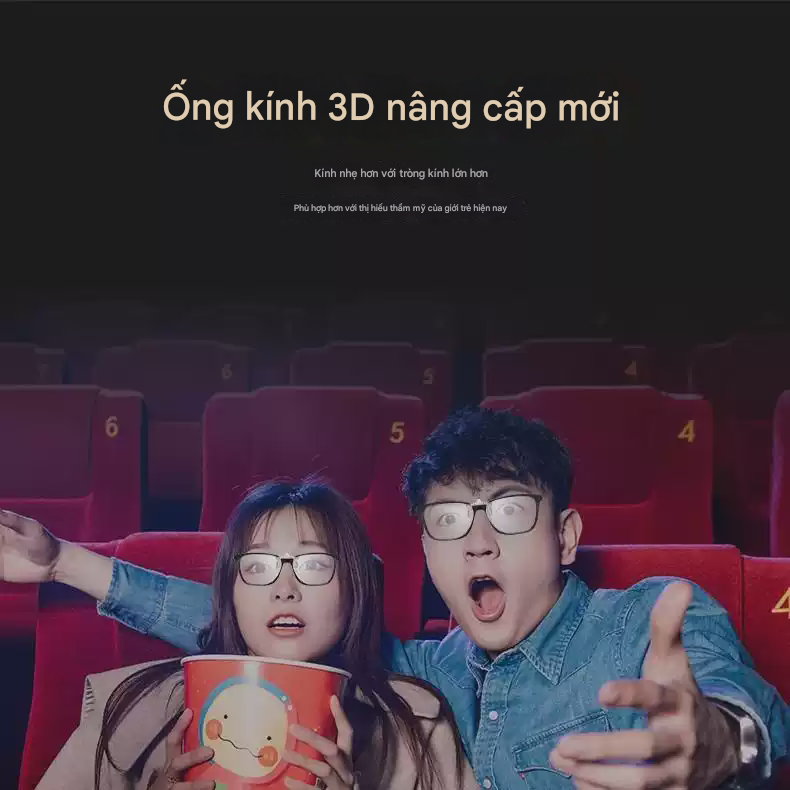 Ống kính 3D nâng cấp mới
Kính nhẹ hơn với tròng kính lớn hơn
Phù hợp hơn với thị hiếu thẩm mỹ của giới trẻ hiện nay
6
5
4
6
5
4
4